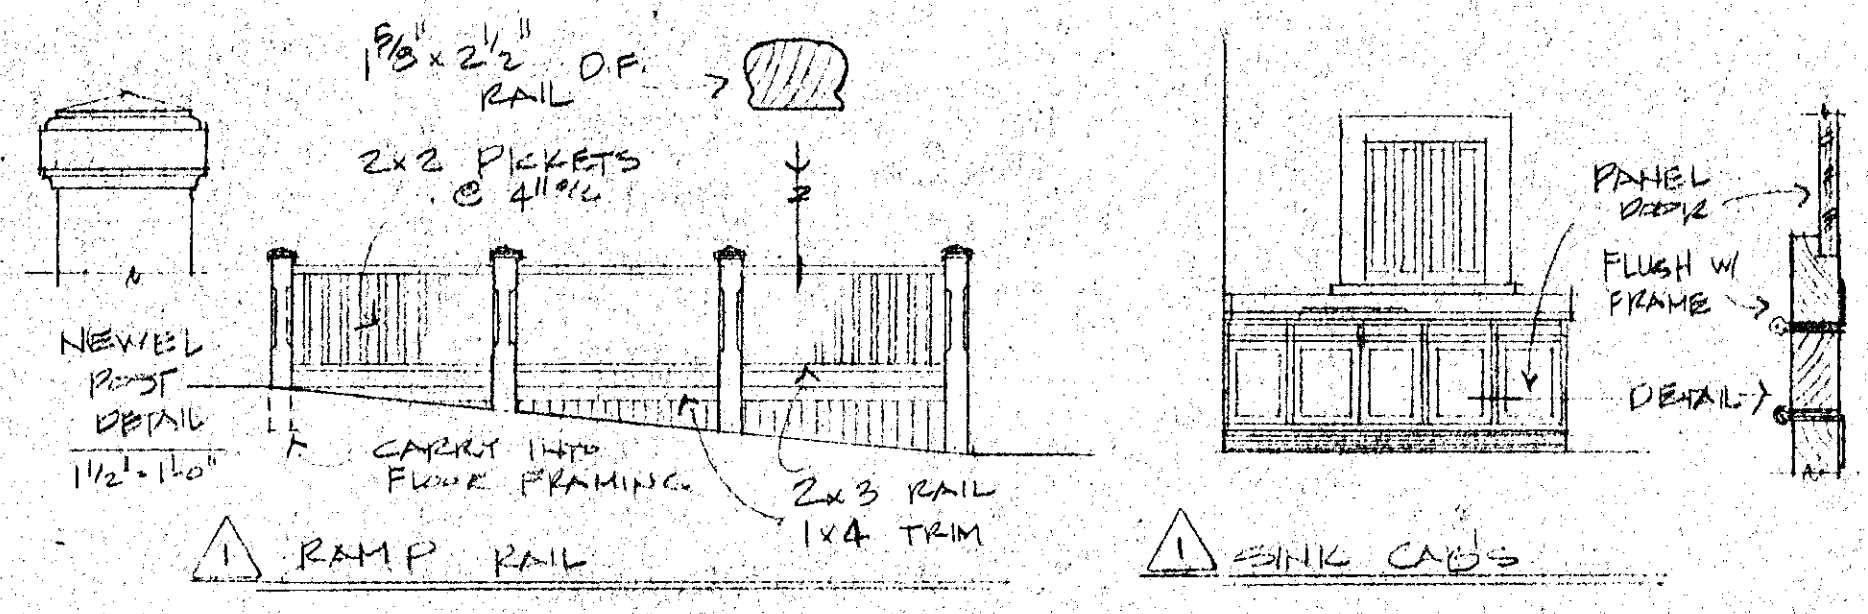 1 5/8" x 2 1/2" D.F.
RAIL
2x2 PICKETS
@ 4" o/c
NEWEL
POST
DETAIL
1 1/2" = 1'-0"
CARRY INTO
FLOOR FRAMING
2x3 RAIL
1x4 TRIM
1 RAMP RAIL
PANEL
DOOR
FLUSH W/
FRAME
DETAIL
1 SINK CABS